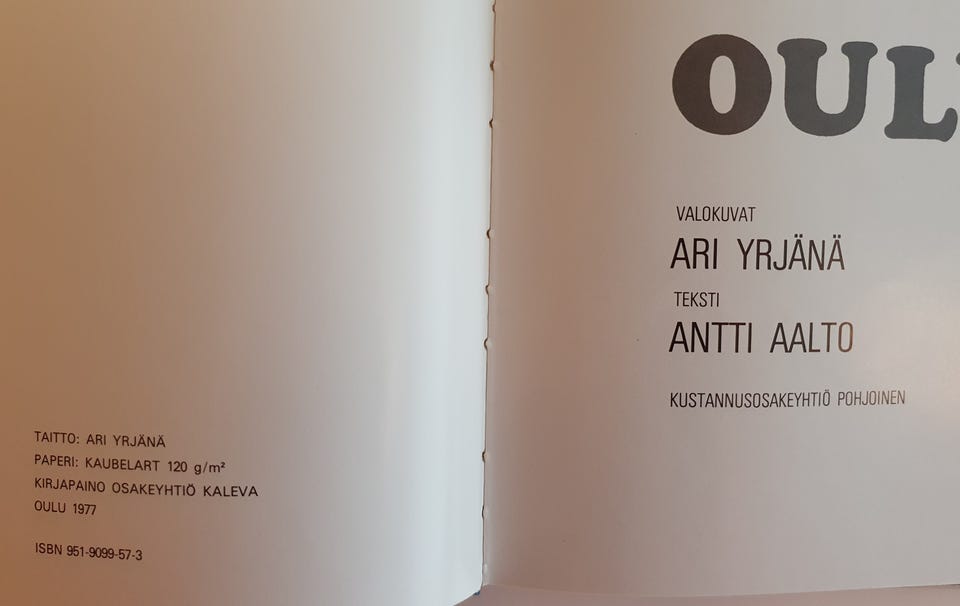 TAITTO: ARI YRJÄNÄ
PAPERI: KAUBELART 120 g/m²
KIRJAPAINO OSAKEYHTIÖ KALEVA
OULU 1977
ISBN 951-9099-57-3
OUL
VALOKUVAT
ARI YRJÄNÄ
TEKSTI
ANTTI AALTO
KUSTANNUSOSAKEYHTIÖ POHJOINEN